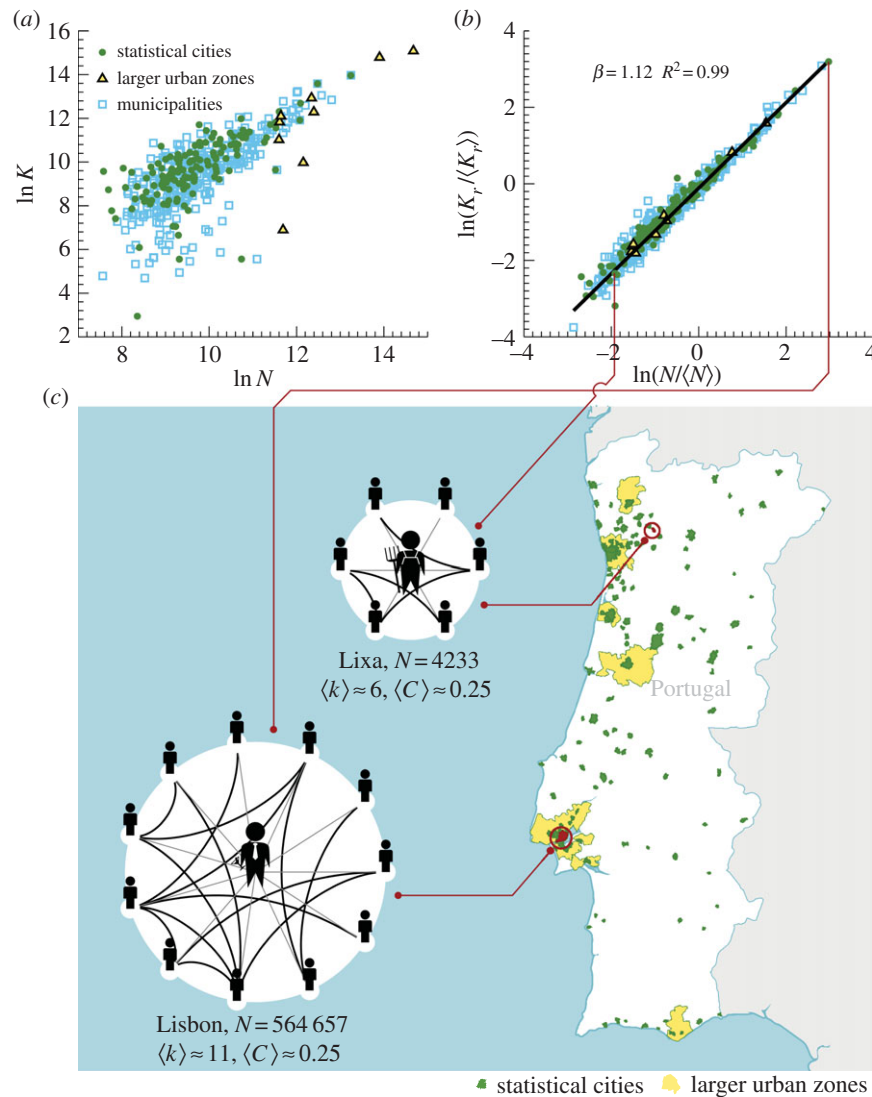 (a)
16
14
12
10
8
6
4
2
ln K
statistical cities
larger urban zones
municipalities
8 10 12 14
ln N
(b)
4
2
0
−2
−4
ln(K_r/⟨K_r⟩)
β = 1.12 R² = 0.99
−4 −2 0 2 4
ln(N/⟨N⟩)
(c)
Lixa, N = 4233
⟨k⟩ ≈ 6, ⟨C⟩ ≈ 0.25
Portugal
Lisbon, N = 564 657
⟨k⟩ ≈ 11, ⟨C⟩ ≈ 0.25
statistical cities larger urban zones